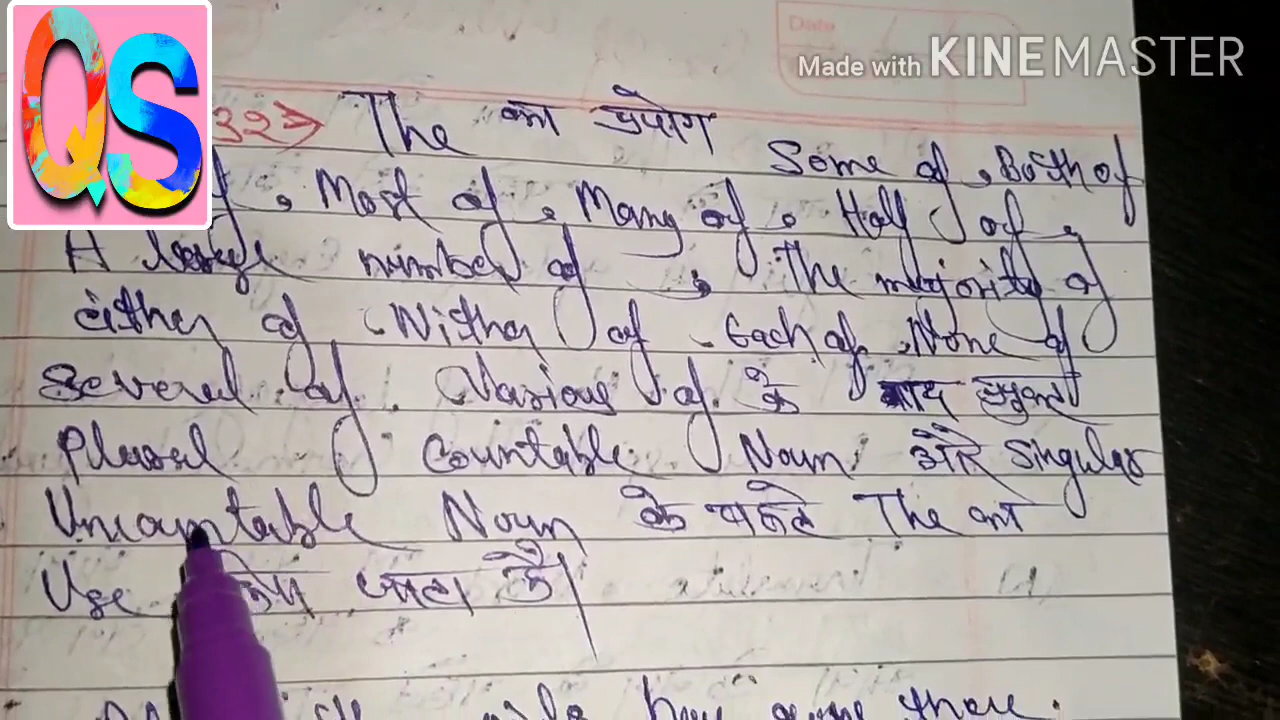 QS
Date
Made with KINEMASTER
32⇒ The का प्रयोग Some of, Both of
of, Most of, Many of, Half of,
A large number of, The majority of
either of Nither of Each of, None of
Several of, Various of के बाद प्रयुक्त
Plural Countable Noun और Singular
Uncountable Noun के पहले The का
Use किया जाता है।
there.